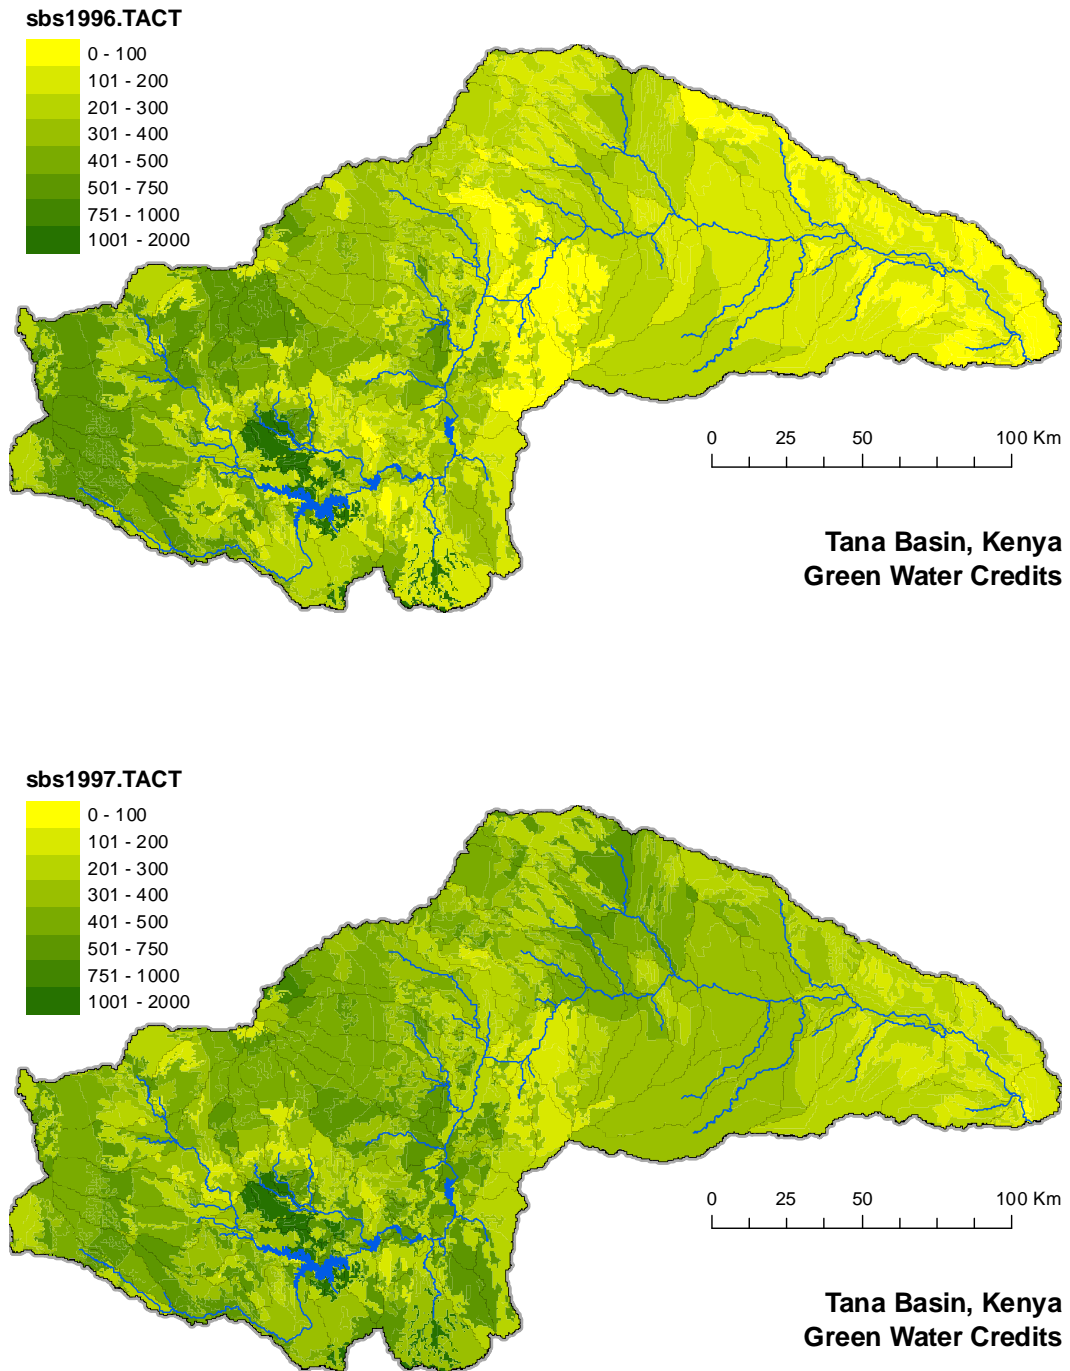 sbs1996.TACT
0 - 100
101 - 200
201 - 300
301 - 400
401 - 500
501 - 750
751 - 1000
1001 - 2000
0 25 50 100 Km
Tana Basin, Kenya
Green Water Credits
sbs1997.TACT
0 - 100
101 - 200
201 - 300
301 - 400
401 - 500
501 - 750
751 - 1000
1001 - 2000
0 25 50 100 Km
Tana Basin, Kenya
Green Water Credits